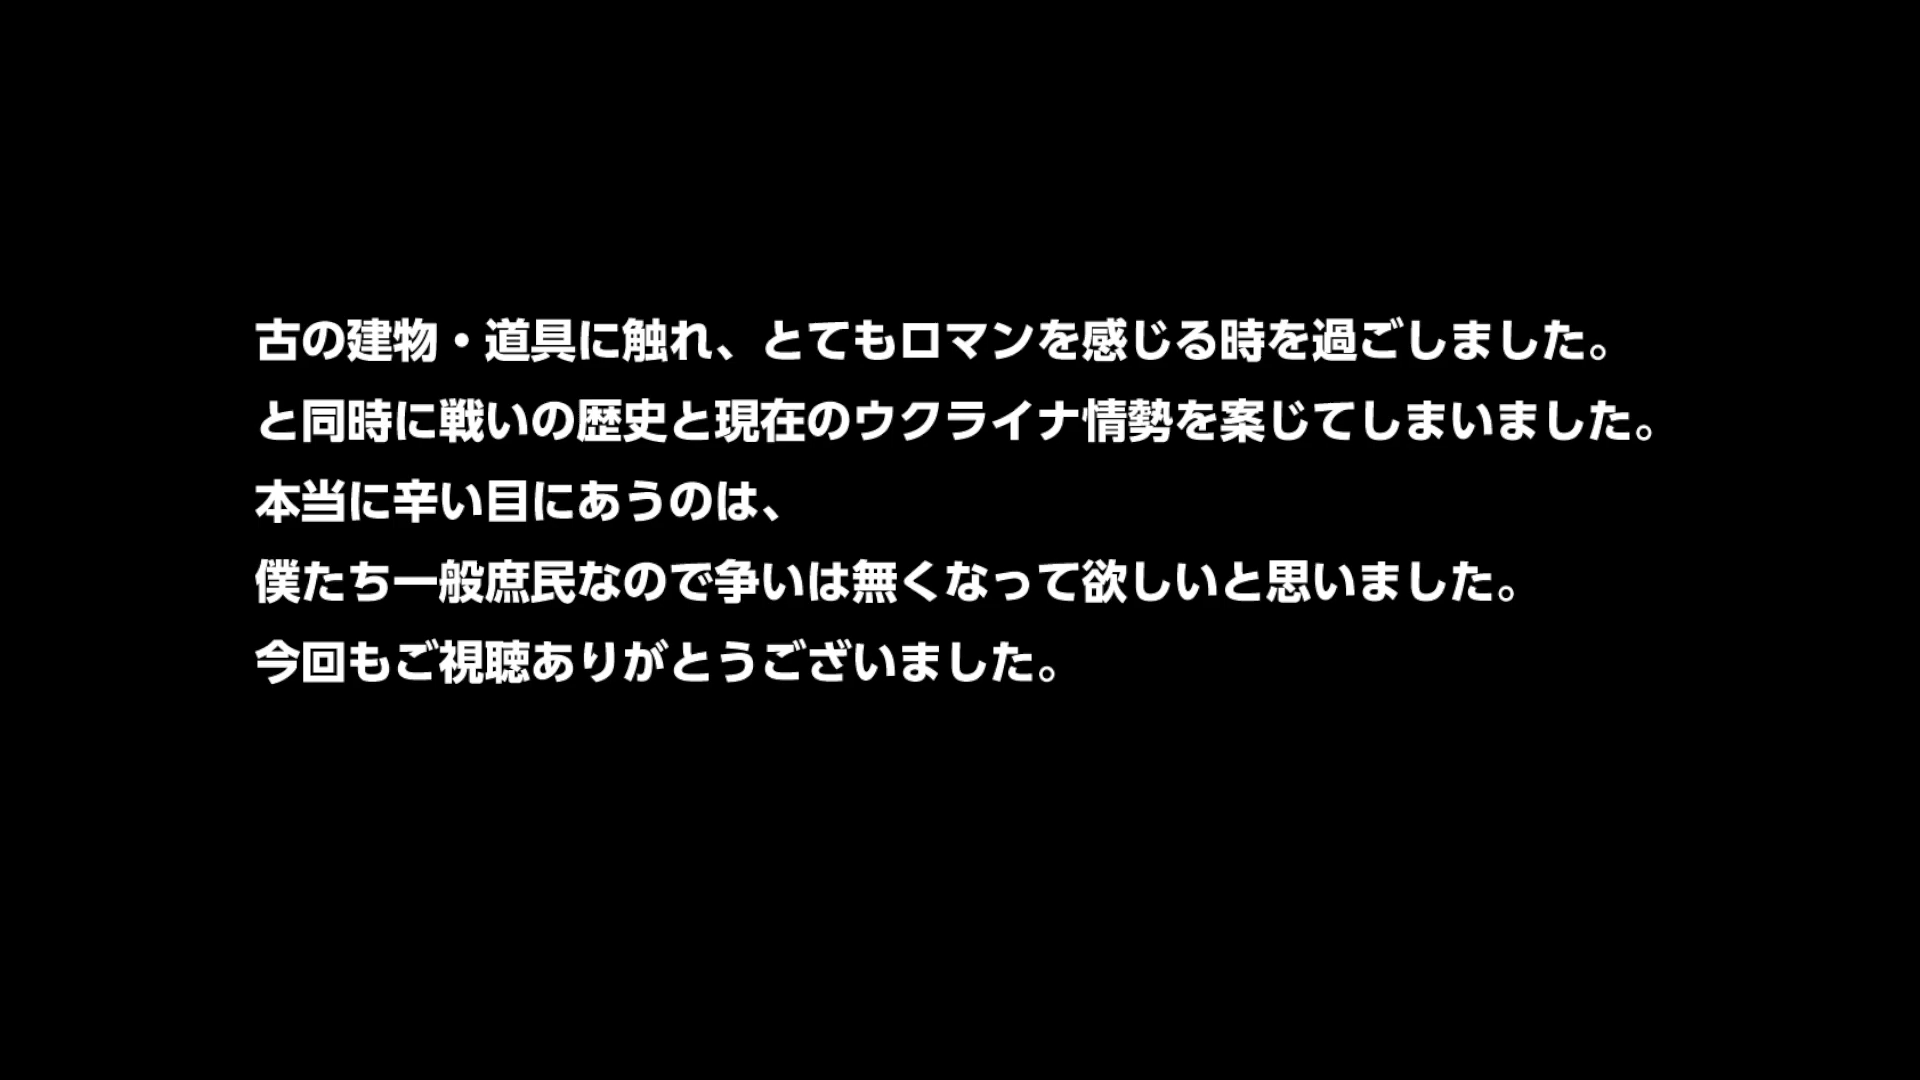 古の建物・道具に触れ、とてもロマンを感じる時を過ごしました。
と同時に戦いの歴史と現在のウクライナ情勢を案じてしまいました。
本当に辛い目にあうのは、
僕たち一般庶民なので争いは無くなって欲しいと思いました。
今回もご視聴ありがとうございました。